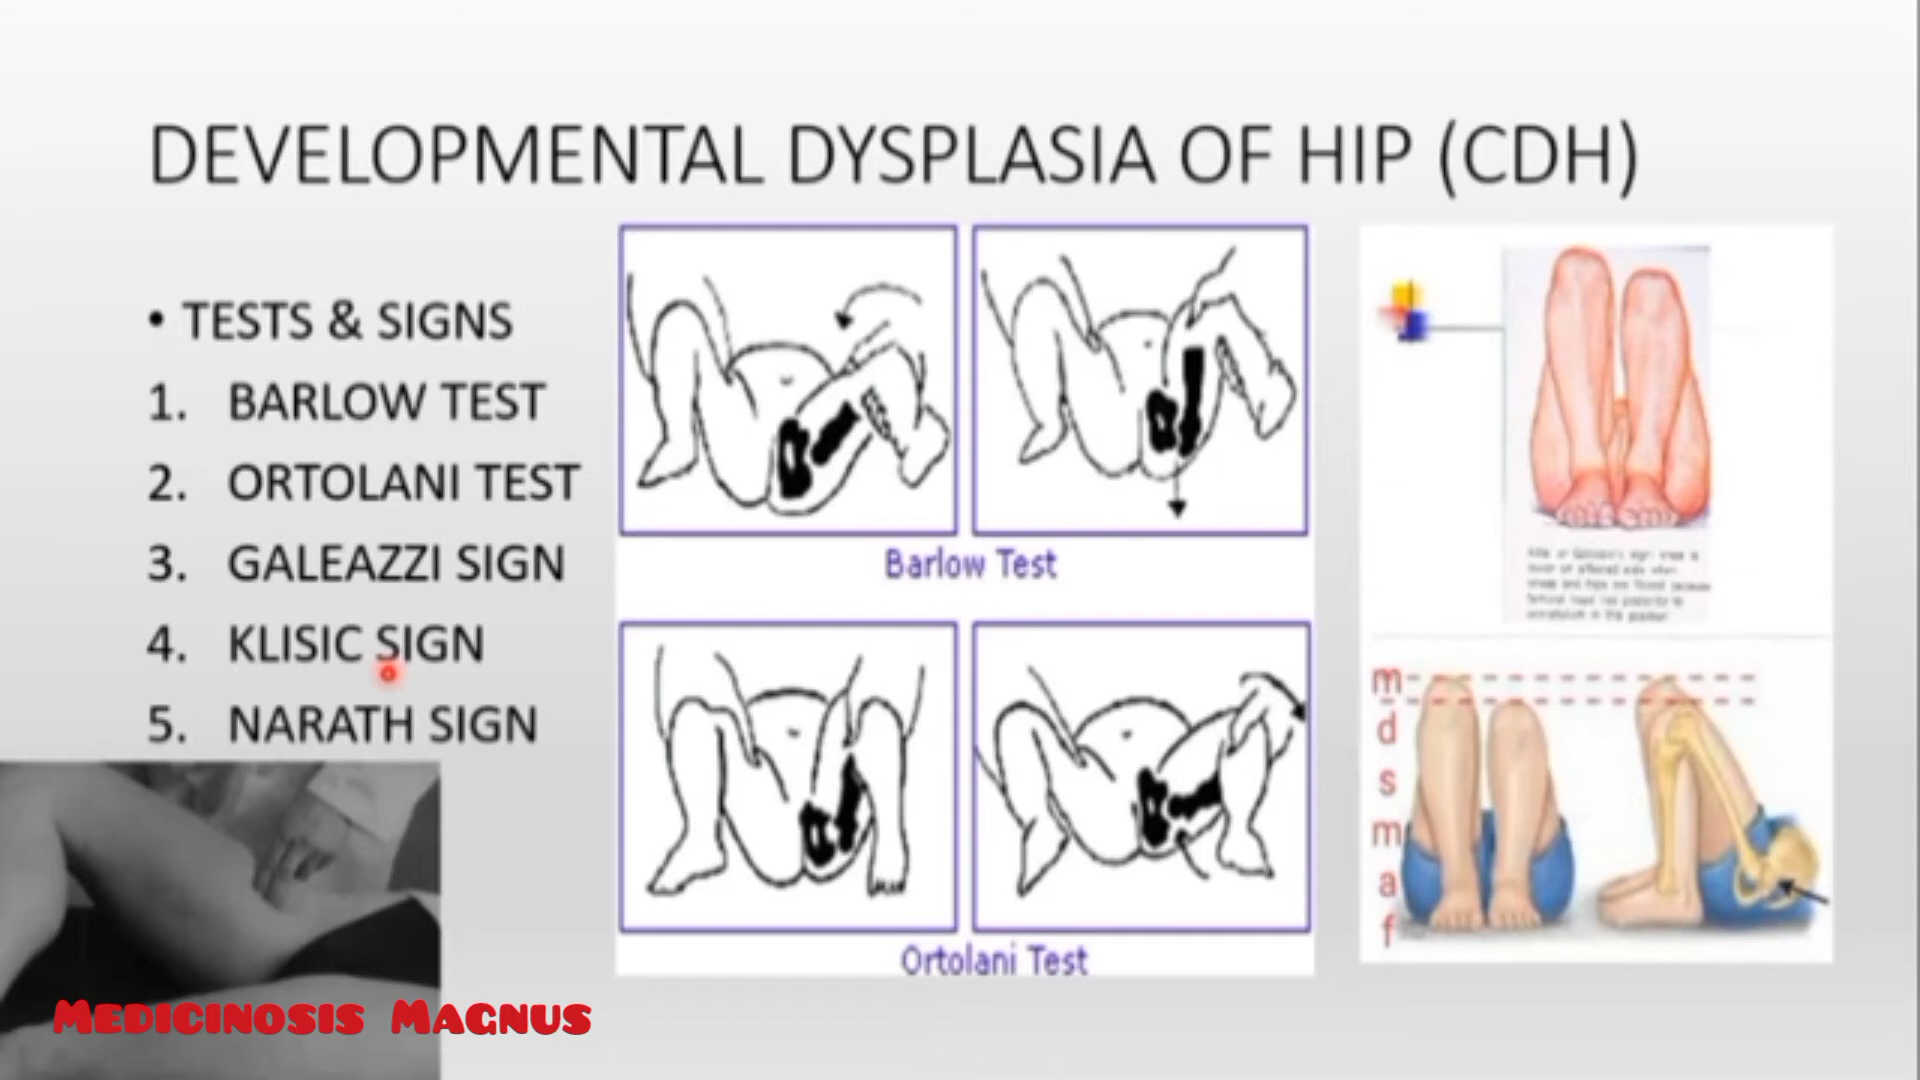 DEVELOPMENTAL DYSPLASIA OF HIP (CDH)
• TESTS & SIGNS
1. BARLOW TEST
2. ORTOLANI TEST
3. GALEAZZI SIGN
4. KLISIC SIGN
5. NARATH SIGN
Barlow Test
Ortolani Test
m
d
s
m
a
f
MEDICINOSIS MAGNUS